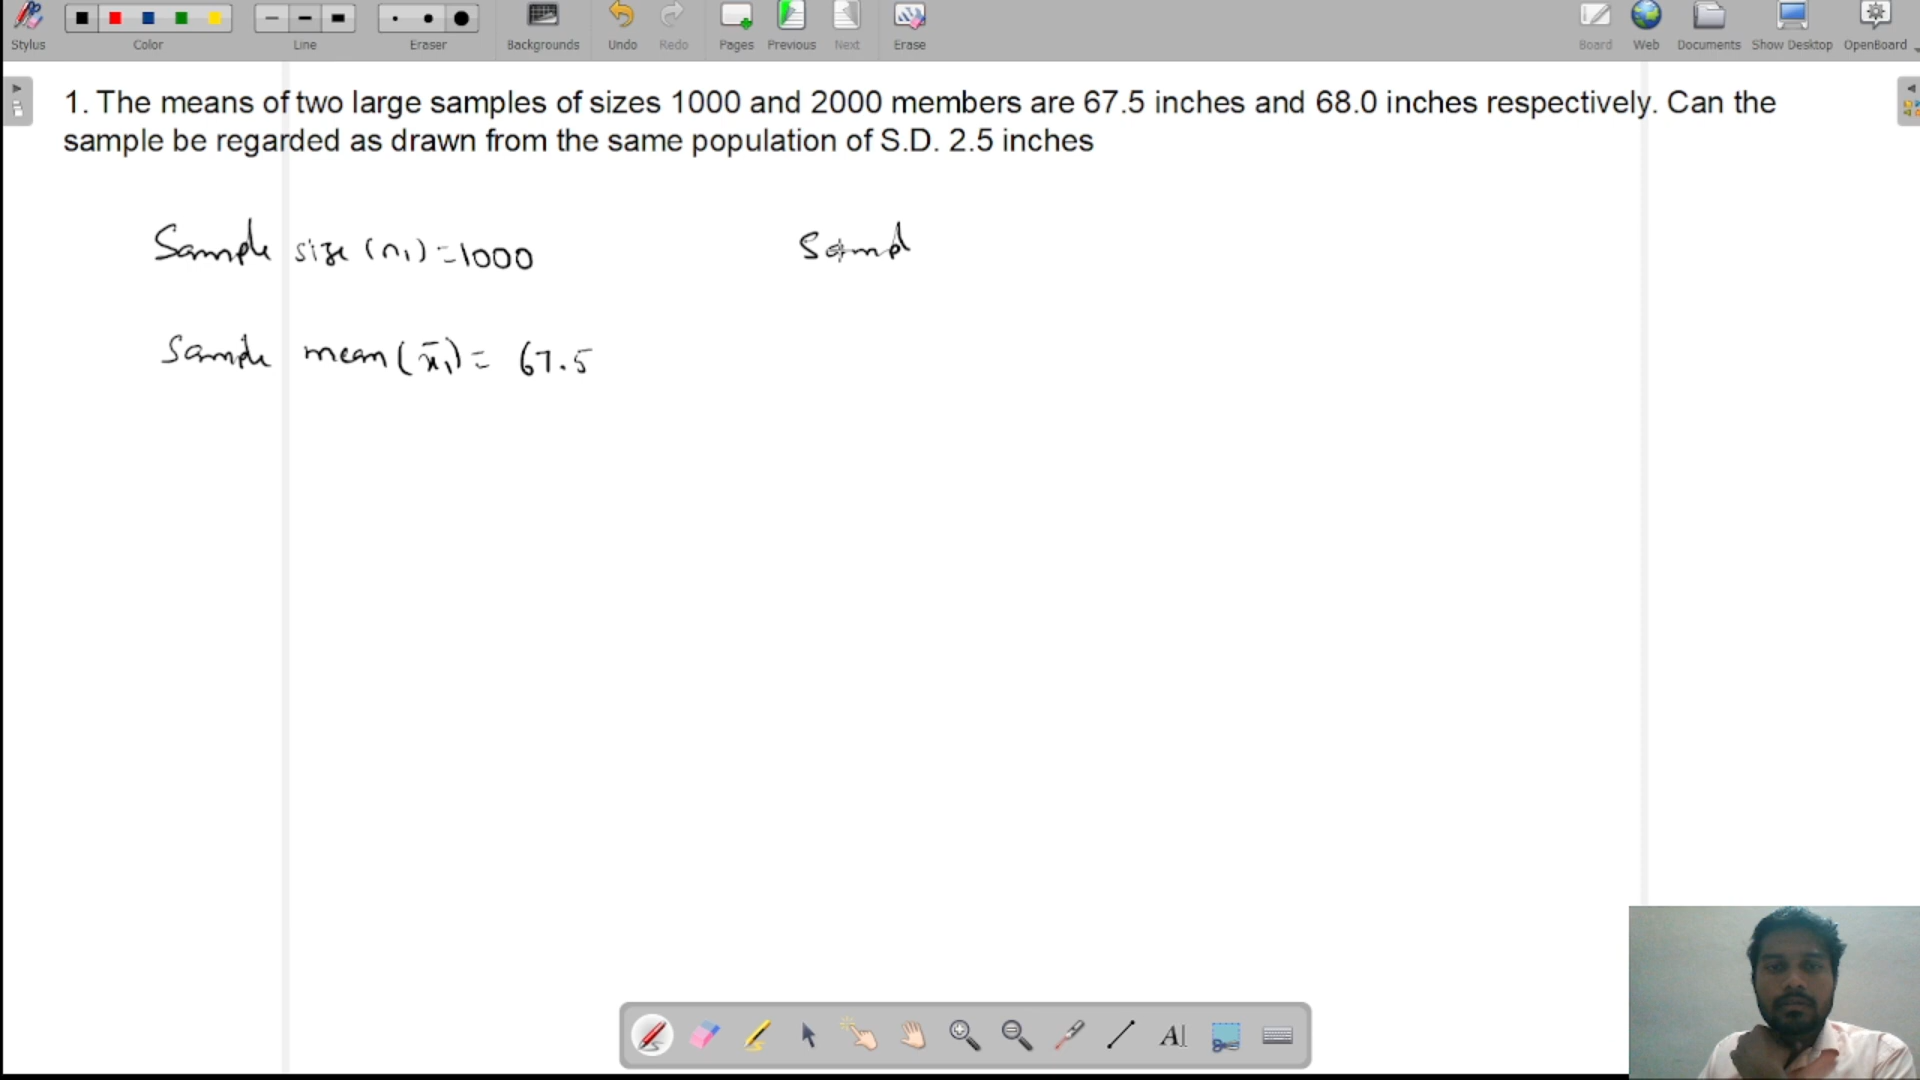 Stylus Color Line Eraser Backgrounds Undo Redo Pages Previous Next Erase Board Web Documents Show Desktop OpenBoard
1. The means of two large samples of sizes 1000 and 2000 members are 67.5 inches and 68.0 inches respectively. Can the
sample be regarded as drawn from the same population of S.D. 2.5 inches
Sample size (n₁) = 1000
Sampl
Sample mean (x̄₁) = 67.5